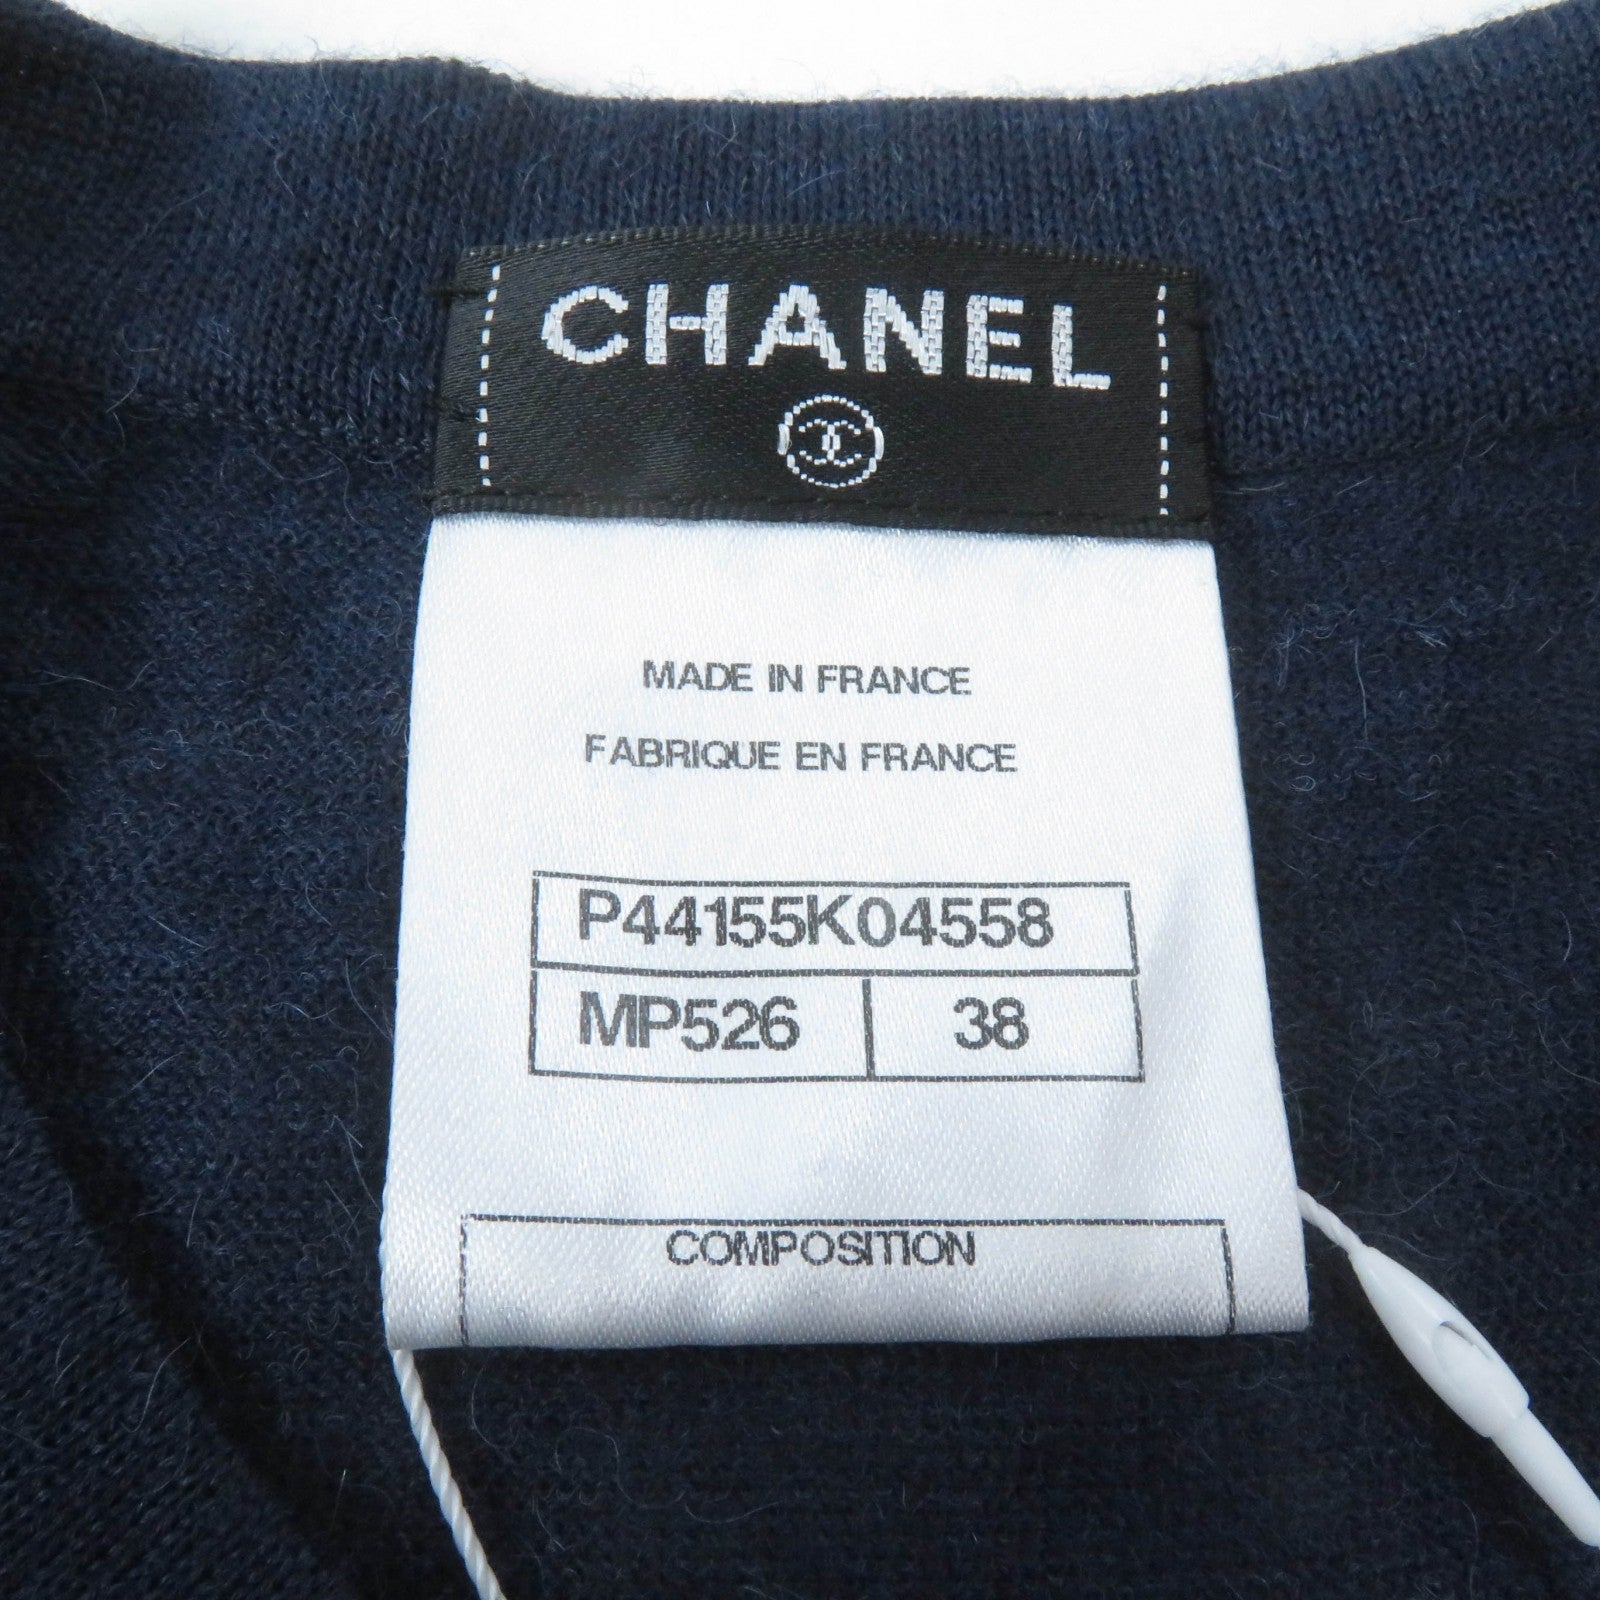 CHANEL
MADE IN FRANCE
FABRIQUE EN FRANCE
P44155K04558
MP526 38
COMPOSITION